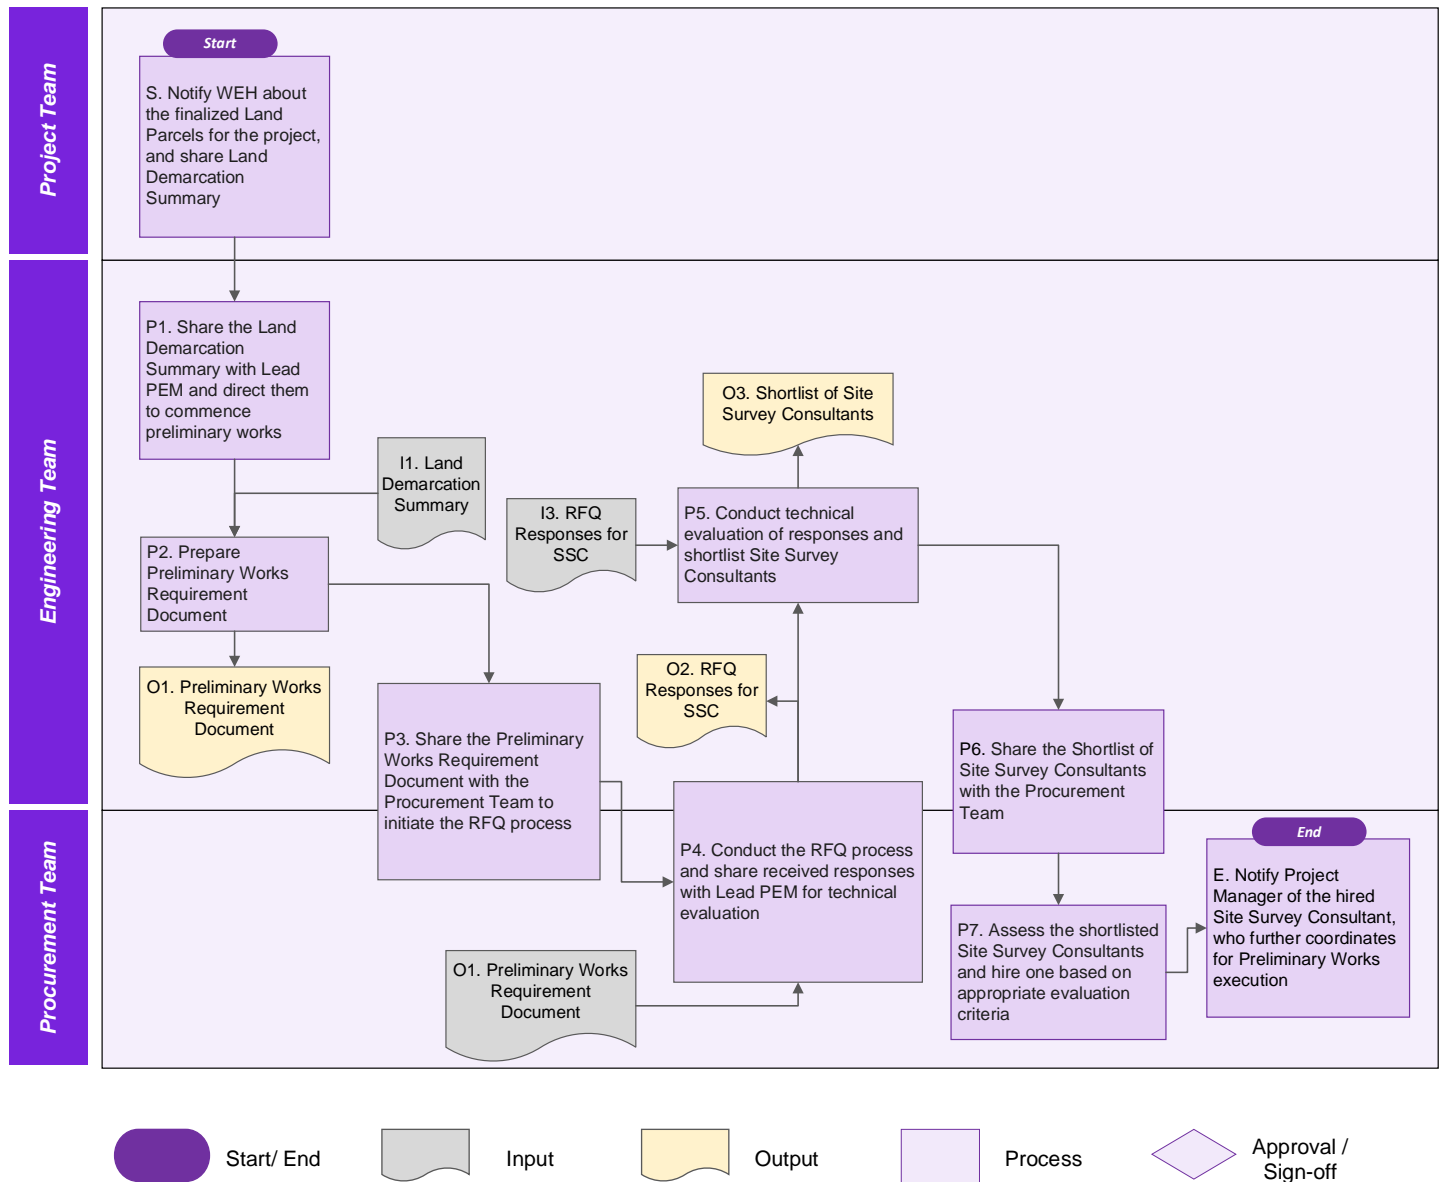 Project Team
Start
S. Notify WEH about
the finalized Land
Parcels for the project,
and share Land
Demarcation
Summary
Engineering Team
P1. Share the Land
Demarcation
Summary with Lead
PEM and direct them
to commence
preliminary works
I1. Land
Demarcation
Summary
P2. Prepare
Preliminary Works
Requirement
Document
O1. Preliminary Works
Requirement
Document
P3. Share the Preliminary
Works Requirement
Document with the
Procurement Team to
initiate the RFQ process
O3. Shortlist of Site
Survey Consultants
I3. RFQ
Responses for
SSC
P5. Conduct technical
evaluation of responses and
shortlist Site Survey
Consultants
O2. RFQ
Responses for
SSC
P6. Share the Shortlist of
Site Survey Consultants
with the Procurement
Team
Procurement Team
P4. Conduct the RFQ process
and share received responses
with Lead PEM for technical
evaluation
O1. Preliminary Works
Requirement
Document
P7. Assess the shortlisted
Site Survey Consultants
and hire one based on
appropriate evaluation
criteria
End
E. Notify Project
Manager of the hired
Site Survey Consultant,
who further coordinates
for Preliminary Works
execution
Start/ End
Input
Output
Process
Approval /
Sign-off